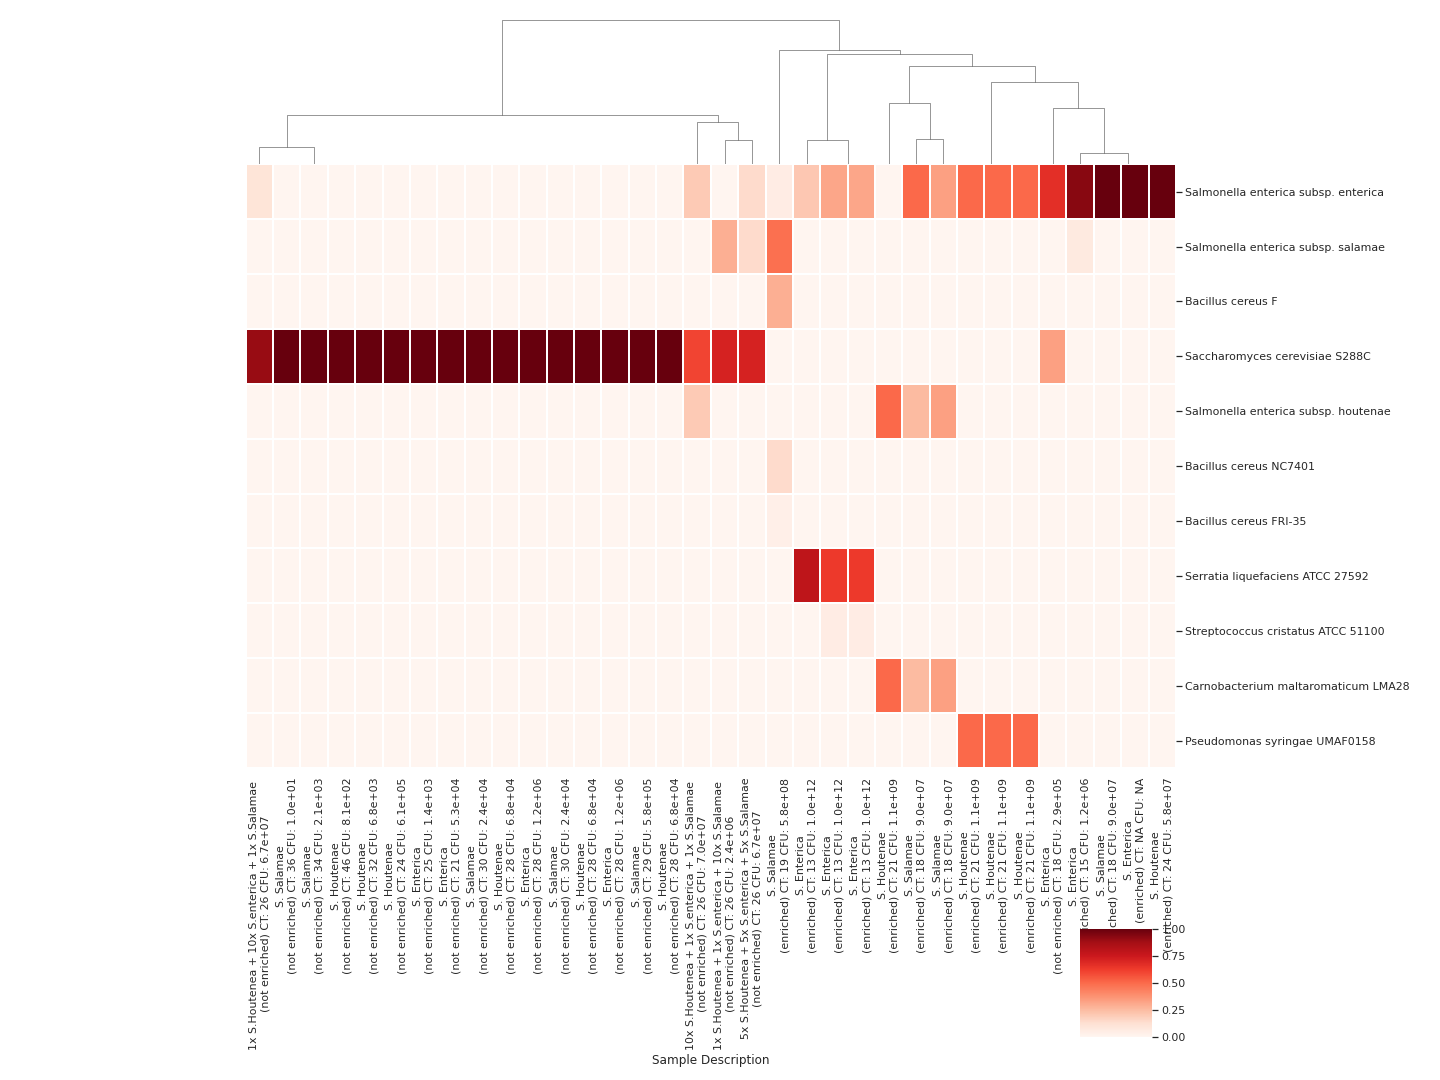 Salmonella enterica subsp. enterica
Salmonella enterica subsp. salamae
Bacillus cereus F
Saccharomyces cerevisiae S288C
Salmonella enterica subsp. houtenae
Bacillus cereus NC7401
Bacillus cereus FRI-35
Serratia liquefaciens ATCC 27592
Streptococcus cristatus ATCC 51100
Carnobacterium maltaromaticum LMA28
Pseudomonas syringae UMAF0158
1x S.Houtenea + 10x S.enterica + 1x S.Salamae
(not enriched) CT: 26 CFU: 6.7e+07
S. Salamae
(not enriched) CT: 36 CFU: 1.0e+01
S. Salamae
(not enriched) CT: 34 CFU: 2.1e+03
S. Houtenae
(not enriched) CT: 46 CFU: 8.1e+02
S. Houtenae
(not enriched) CT: 32 CFU: 6.8e+03
S. Houtenae
(not enriched) CT: 24 CFU: 6.1e+05
S. Enterica
(not enriched) CT: 25 CFU: 1.4e+03
S. Enterica
(not enriched) CT: 21 CFU: 5.3e+04
S. Salamae
(not enriched) CT: 30 CFU: 2.4e+04
S. Houtenae
(not enriched) CT: 28 CFU: 6.8e+04
S. Enterica
(not enriched) CT: 28 CFU: 1.2e+06
S. Salamae
(not enriched) CT: 30 CFU: 2.4e+04
S. Houtenae
(not enriched) CT: 28 CFU: 6.8e+04
S. Enterica
(not enriched) CT: 28 CFU: 1.2e+06
S. Salamae
(not enriched) CT: 29 CFU: 5.8e+05
S. Houtenae
(not enriched) CT: 28 CFU: 6.8e+04
10x S.Houtenea + 1x S.enterica + 1x S.Salamae
(not enriched) CT: 26 CFU: 7.0e+07
1x S.Houtenea + 1x S.enterica + 10x S.Salamae
(not enriched) CT: 26 CFU: 2.4e+06
5x S.Houtenea + 5x S.enterica + 5x S.Salamae
(not enriched) CT: 26 CFU: 6.7e+07
S. Salamae
(enriched) CT: 19 CFU: 5.8e+08
S. Enterica
(enriched) CT: 13 CFU: 1.0e+12
S. Enterica
(enriched) CT: 13 CFU: 1.0e+12
S. Enterica
(enriched) CT: 13 CFU: 1.0e+12
S. Houtenae
(enriched) CT: 21 CFU: 1.1e+09
S. Salamae
(enriched) CT: 18 CFU: 9.0e+07
S. Salamae
(enriched) CT: 18 CFU: 9.0e+07
S. Houtenae
(enriched) CT: 21 CFU: 1.1e+09
S. Houtenae
(enriched) CT: 21 CFU: 1.1e+09
S. Houtenae
(enriched) CT: 21 CFU: 1.1e+09
S. Enterica
(not enriched) CT: 18 CFU: 2.9e+05
S. Enterica
CT: 15 CFU: 1.2e+06
S. Salamae
CT: 18 CFU: 9.0e+07
S. Enterica
(enriched) CT: NA CFU: NA
S. Houtenae
(enriched) CT: 24 CFU: 5.8e+07
1.00
0.75
0.50
0.25
0.00
Sample Description